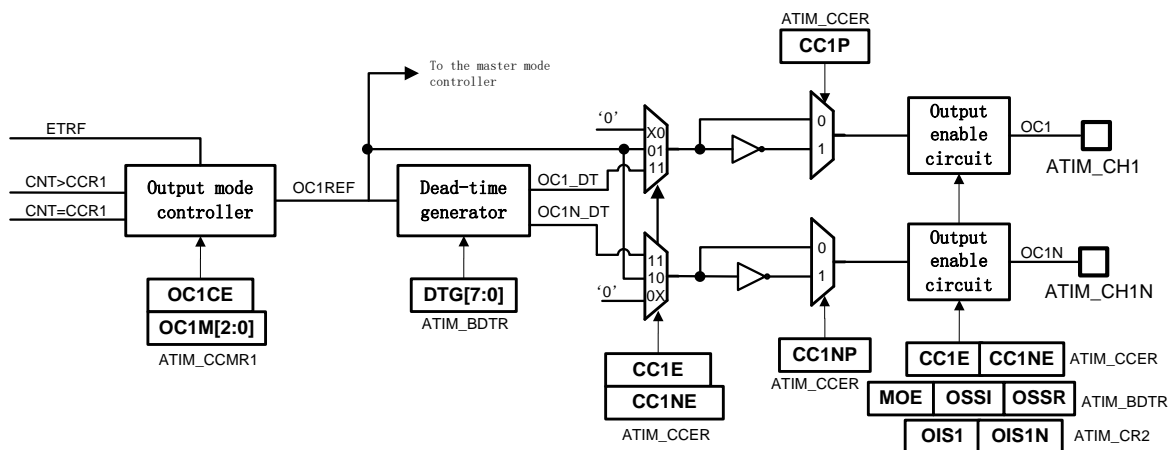 ATIM_CCER
CC1P
To the master mode
controller
ETRF
CNT>CCR1
CNT=CCR1
Output mode
controller
OC1REF
Dead-time
generator
OC1_DT
OC1N_DT
‘0’
X0
01
11
0
1
Output
enable
circuit
OC1
ATIM_CH1
11
10
0X
‘0’
0
1
Output
enable
circuit
OC1N
ATIM_CH1N
OC1CE
OC1M[2:0]
ATIM_CCMR1
DTG[7:0]
ATIM_BDTR
CC1E
CC1NE
ATIM_CCER
CC1NP
ATIM_CCER
CC1E CC1NE ATIM_CCER
MOE OSSI OSSR ATIM_BDTR
OIS1 OIS1N ATIM_CR2